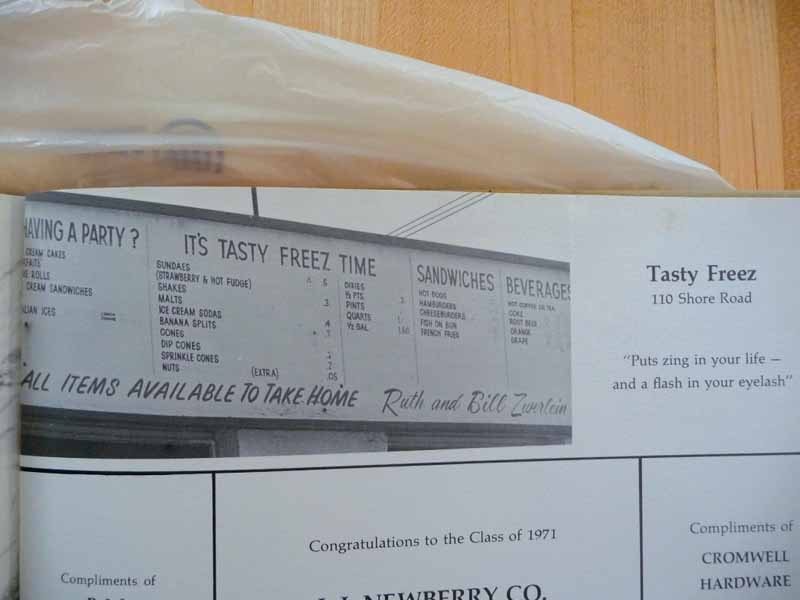 HAVING A PARTY?
CREAM CAKES
ROLLS
CREAM SANDWICHES
ICES
IT'S TASTY FREEZ TIME
SUNDAES
(STRAWBERRY & HOT FUDGE)
SHAKES
MALTS
ICE CREAM SODAS
BANANA SPLITS
CONES
DIP CONES
SPRINKLE CONES
NUTS (EXTRA) .05
DIXIES
½ PTS.
PINTS
QUARTS
½ GAL.
SANDWICHES
HOT DOGS
HAMBURGERS
CHEESEBURGERS
FISH ON BUN
FRENCH FRIES
BEVERAGES
HOT COFFEE OR TEA
COKE
ROOT BEER
ORANGE
GRAPE
ALL ITEMS AVAILABLE TO TAKE HOME
Ruth and Bill Zwerlein
Tasty Freez
110 Shore Road
"Puts zing in your life —
and a flash in your eyelash"
Compliments of
Congratulations to the Class of 1971
J. NEWBERRY CO.
Compliments of
CROMWELL
HARDWARE